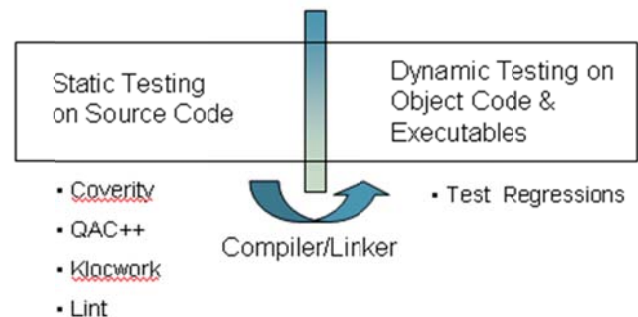 Static Testing
on Source Code
Dynamic Testing on
Object Code &
Executables
▪ Coverity
▪ QAC++
▪ Klocwork
▪ Lint
Compiler/Linker
▪ Test Regressions